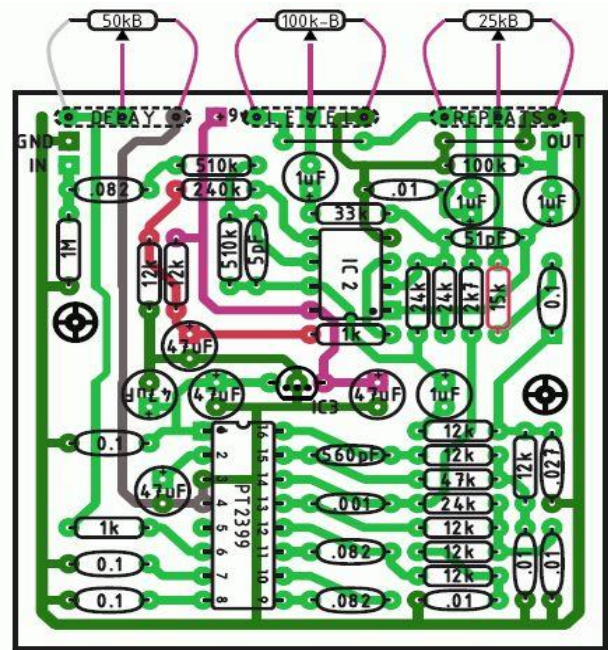 50kB 100k-B 25kB
DELAY +9 LEVEL REPEATS
GND OUT
IN
510k 100k
.082 240k 1uF .01 1uF 1uF
33k
1M 510k 5pF IC 2 51pF
12k 12k 24k 24k 2k7 15k 0.1
1k
47uF
47uF 47uF IC3 47uF 1uF
1 16 12k
0.1 2 15 560pF 12k 12k .027
47uF 3 14 47k
4 PT2399 13 .001 24k
1k 5 12 12k
6 11 .082 12k
0.1 7 10 12k .01 .01
0.1 8 9 .082 .01